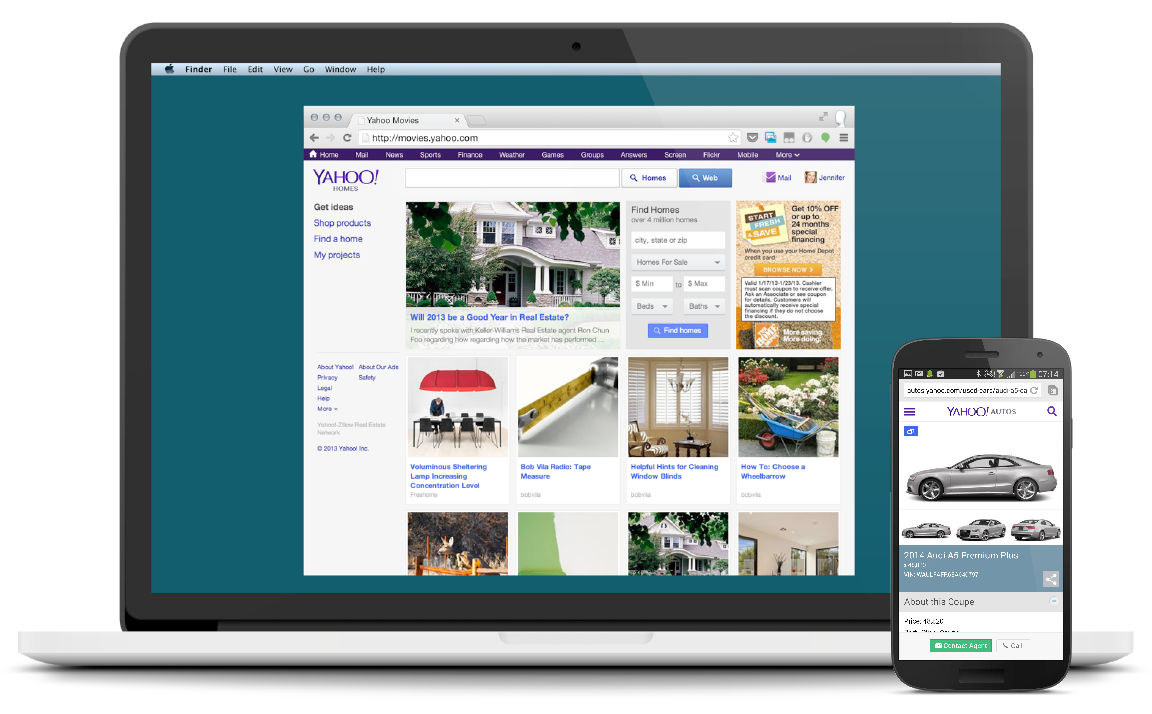 Finder File Edit View Go Window Help
Yahoo Movies
http://movies.yahoo.com
Home Mail News Sports Finance Weather Games Groups Answers Screen Flickr Mobile More
YAHOO!
HOMES
Homes Web
Mail Jennifer
Get ideas
Shop products
Find a home
My projects
Will 2013 be a Good Year in Real Estate?
I recently spoke with Keller-Williams Real Estate agent Ron Chun
Foo regarding how regarding how the market has performed ...
Find Homes
over 4 million homes
city, state or zip
Homes For Sale
$ Min to $ Max
Beds Baths
Find homes
START
FRESH
SAVE
Get 10% OFF
or up to
24 months
special
financing
When you use your Home Depot
credit card
BROWSE NOW
Valid 1/17/13-1/23/13. Cashier
must scan coupon to receive offer.
Ask an Associate or see coupon
for details. Customers will
automatically receive special
financing if they do not choose
the discount.
More saving.
More doing.
About Yahoo! About Our Ads
Privacy Safety
Legal
Help
More
Network
© 2013 Yahoo! Inc.
Voluminous Sheltering
Lamp Increasing
Concentration Level
Freshome
Bob Vila Radio: Tape
Measure
bobvila
Helpful Hints for Cleaning
Window Blinds
bobvila
How To: Choose a
Wheelbarrow
bobvila
07:14
autos.yahoo.com/used-cars/audi-a5-ca
YAHOO! AUTOS
2014 Audi A5 Premium Plus
About this Coupe
Contact Agent Call